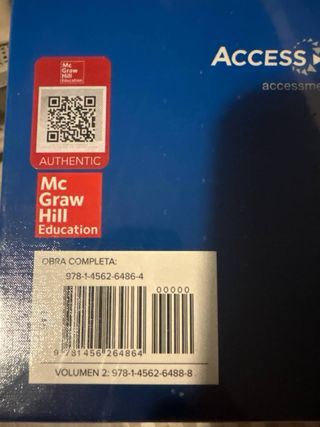 ACCESS
accessme
Mc
Graw
Hill
Education
AUTHENTIC
Mc
Graw
Hill
Education
OBRA COMPLETA:
978-1-4562-6486-4
00000
9 781456 264864
VOLUMEN 2: 978-1-4562-6488-8